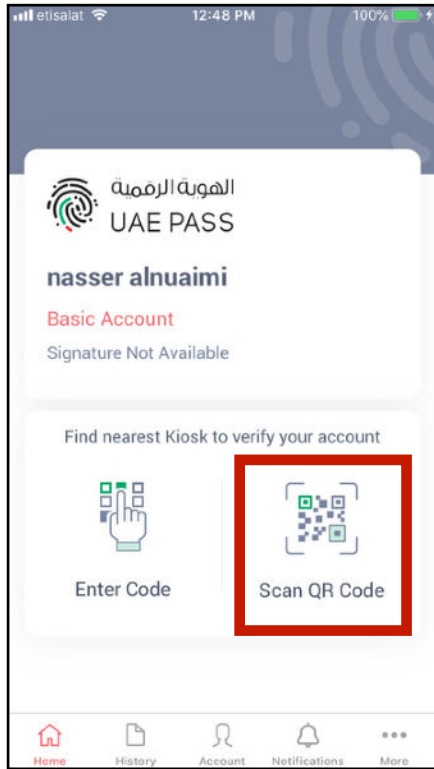 etisalat 12:48 PM 100%
الهوية الرقمية
UAE PASS
nasser alnuaimi
Basic Account
Signature Not Available
Find nearest Kiosk to verify your account
Enter Code Scan QR Code
Home History Account Notifications More